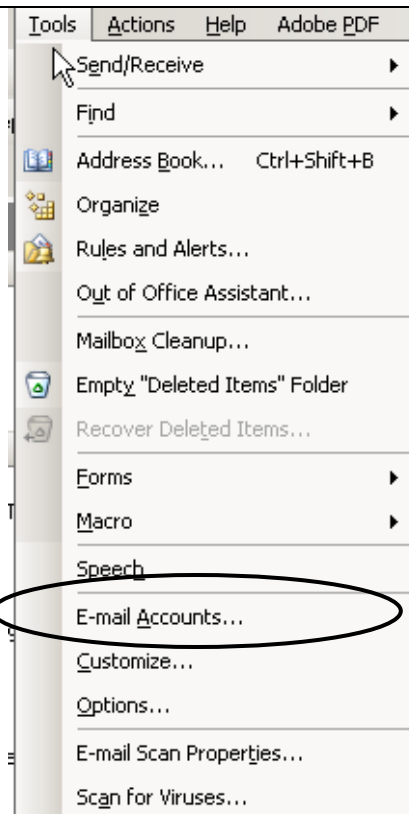 Tools Actions Help Adobe PDF
Send/Receive
Find
Address Book... Ctrl+Shift+B
Organize
Rules and Alerts...
Out of Office Assistant...
Mailbox Cleanup...
Empty "Deleted Items" Folder
Recover Deleted Items...
Forms
Macro
Speech
E-mail Accounts...
Customize...
Options...
E-mail Scan Properties...
Scan for Viruses...